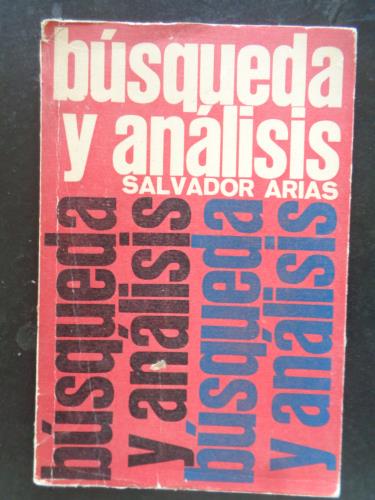 búsqueda
y análisis
SALVADOR ARIAS
búsqueda
y análisis
búsqueda
y análisis